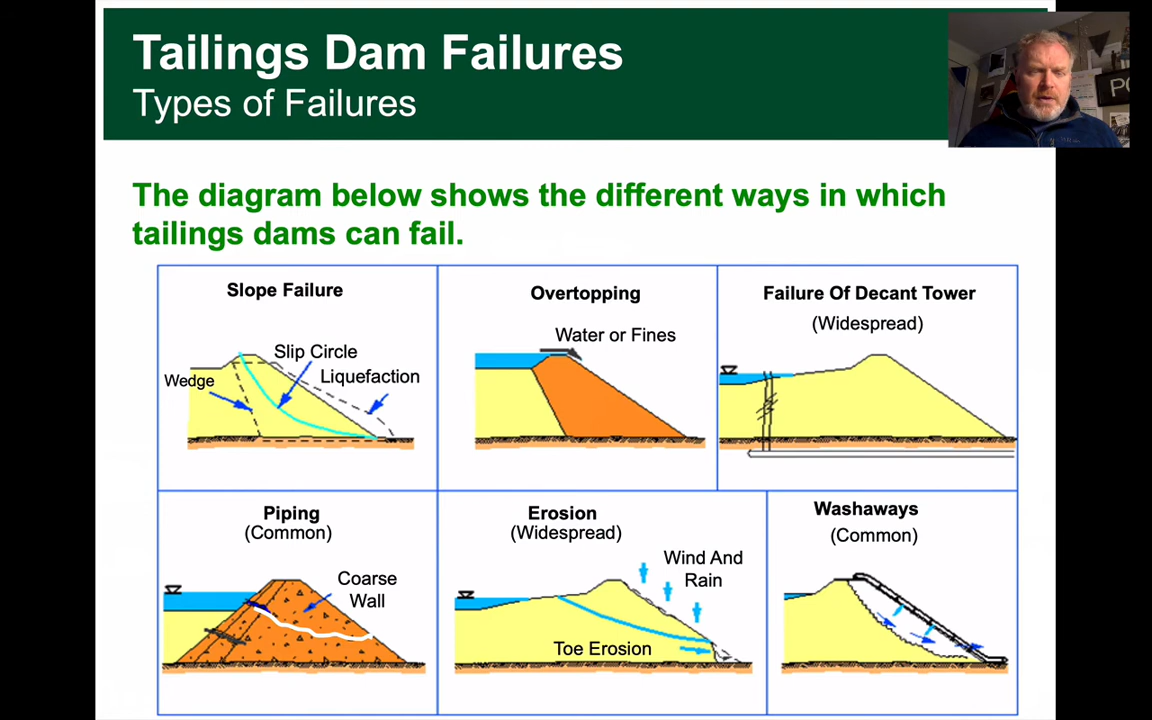 Tailings Dam Failures
Types of Failures
PO
The diagram below shows the different ways in which
tailings dams can fail.
Slope Failure
Slip Circle
Liquefaction
Wedge
Overtopping
Water or Fines
Failure Of Decant Tower
(Widespread)
Piping
(Common)
Coarse
Wall
Erosion
(Widespread)
Wind And
Rain
Toe Erosion
Washaways
(Common)